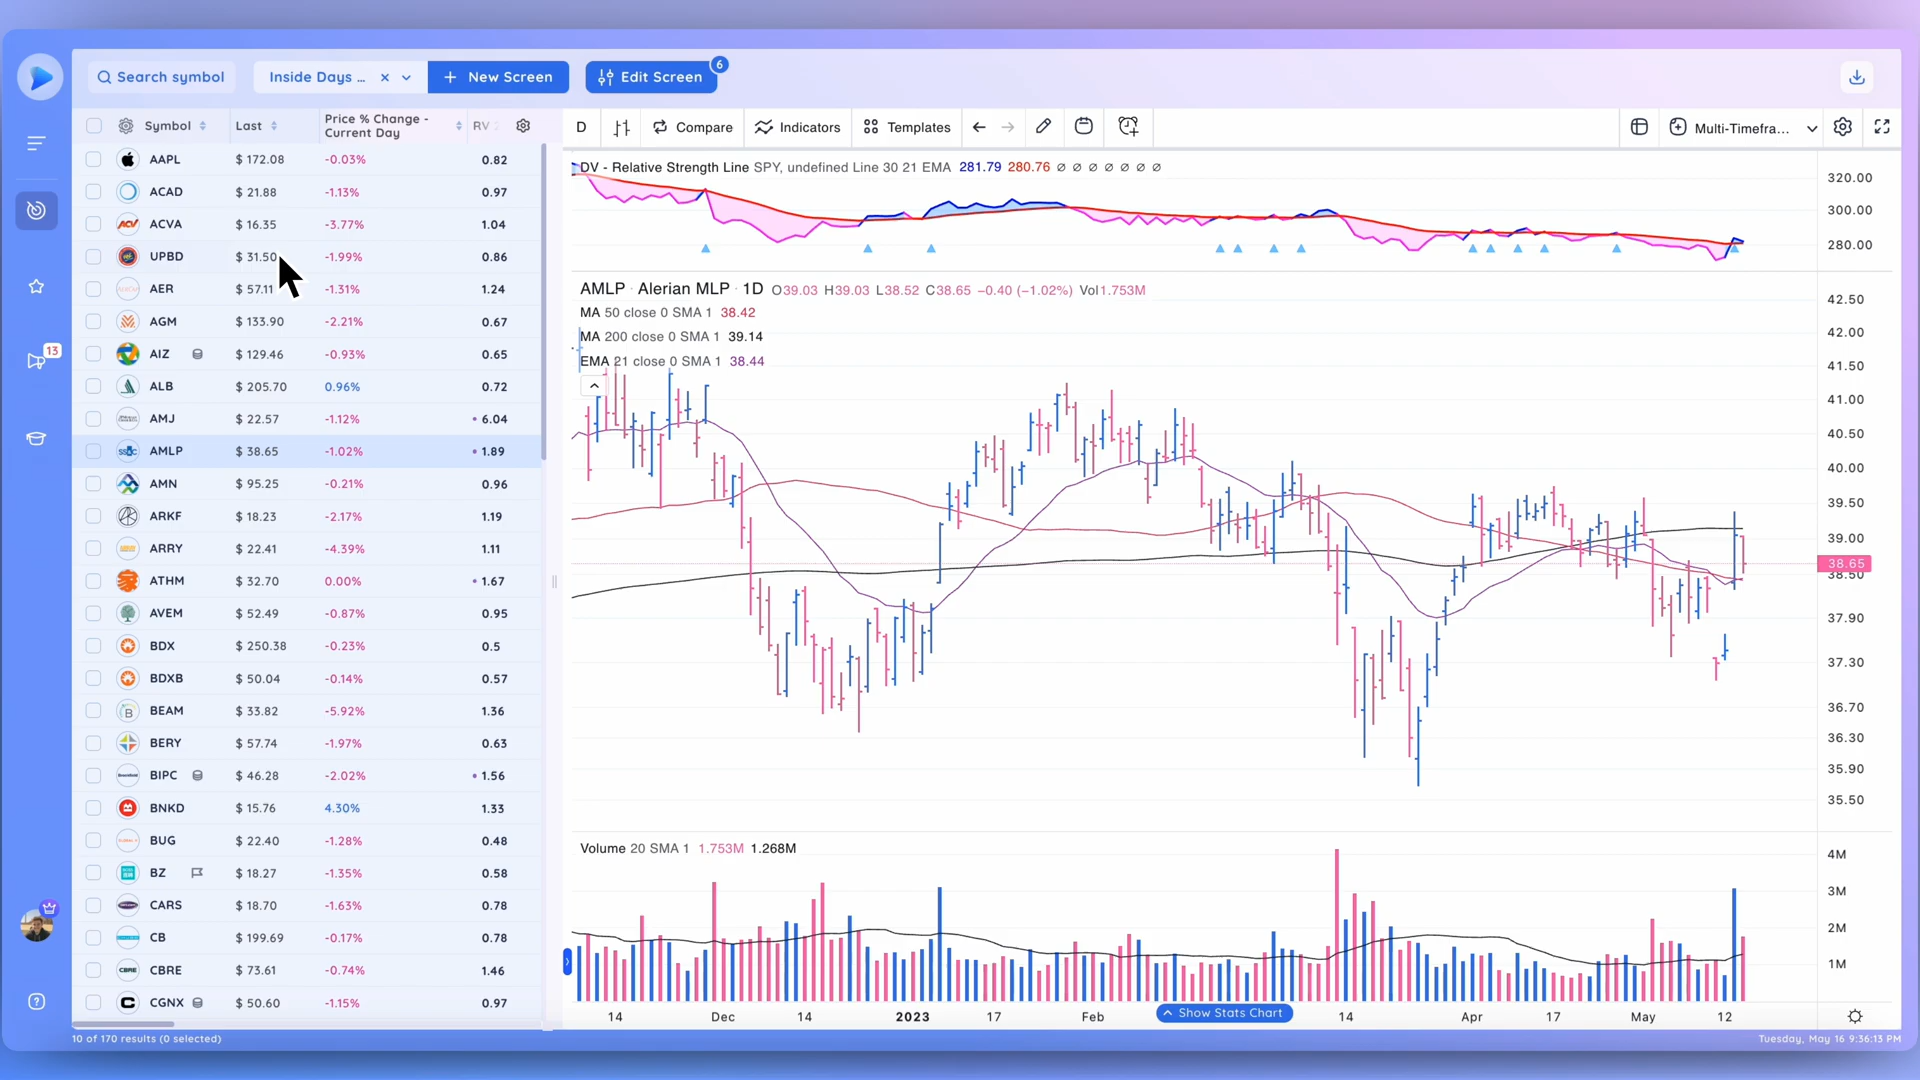 Search symbol
Inside Days ...
New Screen
Edit Screen
6
Symbol
Last
Price % Change -
Current Day
RV
AAPL $ 172.08 -0.03% 0.82
ACAD $ 21.88 -1.13% 0.97
ACVA $ 16.35 -3.77% 1.04
UPBD $ 31.50 -1.99% 0.86
AER $ 57.11 -1.31% 1.24
AGM $ 133.90 -2.21% 0.67
AIZ $ 129.46 -0.93% 0.65
ALB $ 205.70 0.96% 0.72
AMJ $ 22.57 -1.12% 6.04
AMLP $ 38.65 -1.02% 1.89
AMN $ 95.25 -0.21% 0.96
ARKF $ 18.23 -2.17% 1.19
ARRY $ 22.41 -4.39% 1.11
ATHM $ 32.70 0.00% 1.67
AVEM $ 52.49 -0.87% 0.95
BDX $ 250.38 -0.23% 0.5
BDXB $ 50.04 -0.14% 0.57
BEAM $ 33.82 -5.92% 1.36
BERY $ 57.74 -1.97% 0.63
BIPC $ 46.28 -2.02% 1.56
BNKD $ 15.76 4.30% 1.33
BUG $ 22.40 -1.28% 0.48
BZ $ 18.27 -1.35% 0.58
CARS $ 18.70 -1.63% 0.78
CB $ 199.69 -0.17% 0.78
CBRE $ 73.61 -0.74% 1.46
CGNX $ 50.60 -1.15% 0.97
10 of 170 results (0 selected)
13
D
Compare
Indicators
Templates
Multi-Timefra...
DV - Relative Strength Line SPY, undefined Line 30 21 EMA 281.79 280.76 ∅ ∅ ∅ ∅ ∅ ∅ ∅
320.00
300.00
280.00
AMLP · Alerian MLP · 1D O39.03 H39.03 L38.52 C38.65 −0.40 (−1.02%) Vol1.753M
MA 50 close 0 SMA 1 38.42
MA 200 close 0 SMA 1 39.14
EMA 21 close 0 SMA 1 38.44
42.50
42.00
41.50
41.00
40.50
40.00
39.50
39.00
38.65
38.50
37.90
37.30
36.70
36.30
35.90
35.50
Volume 20 SMA 1 1.753M 1.268M
4M
3M
2M
1M
14 Dec 14 2023 17 Feb 14 Apr 17 May 12
Show Stats Chart
Tuesday, May 16 9:36:13 PM